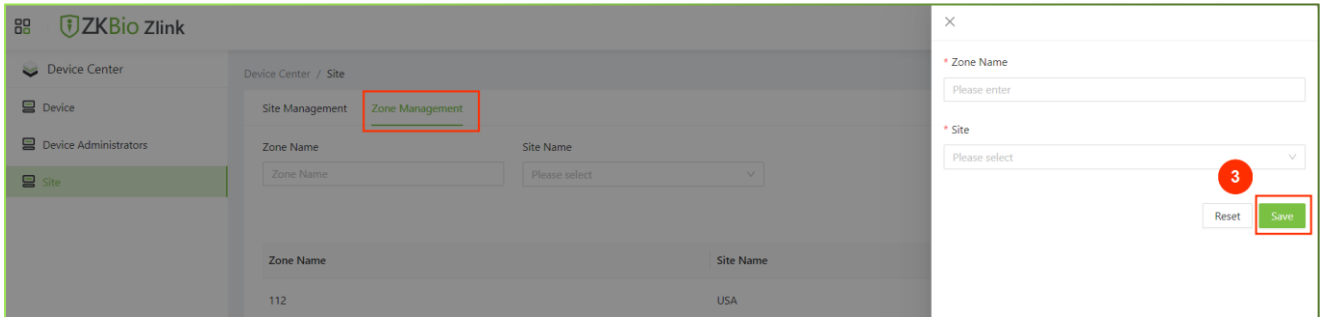 ZKBio Zlink
Device Center
Device
Device Administrators
Site
Device Center / Site
Site Management Zone Management
Zone Name Site Name
Zone Name Please select
Zone Name Site Name
112 USA
* Zone Name
Please enter
* Site
Please select
3
Reset Save